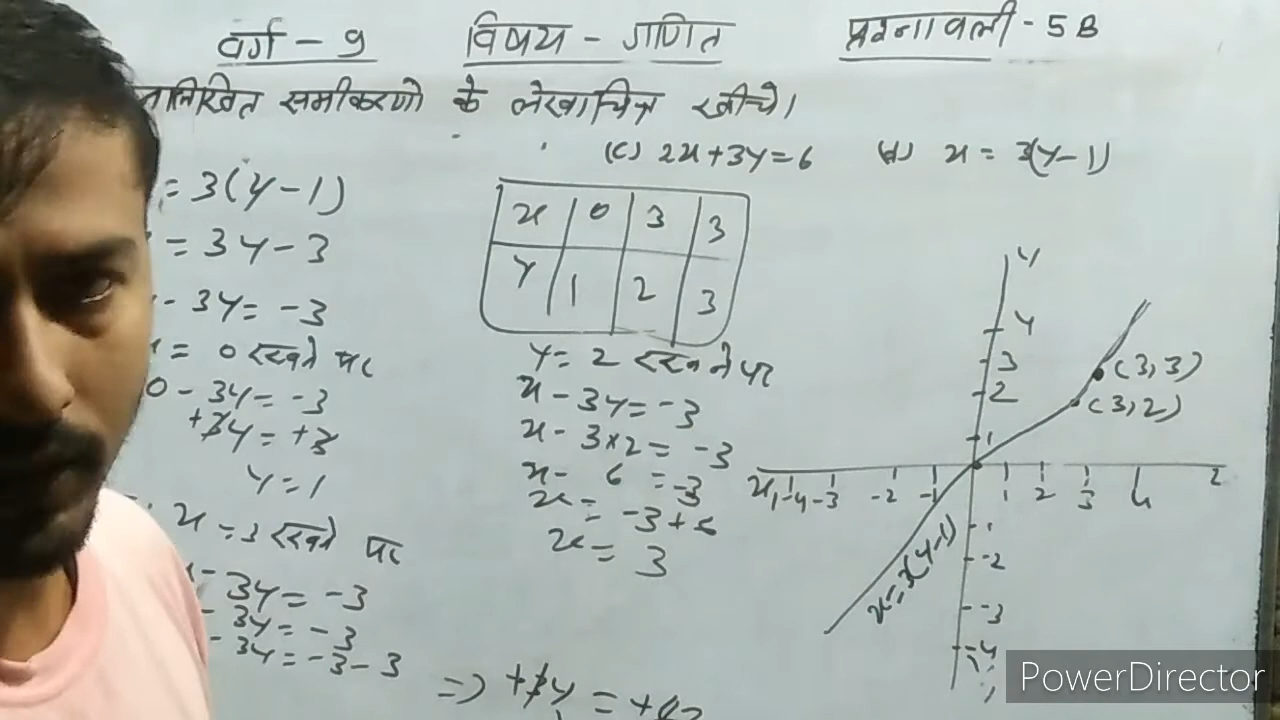 वर्ग - 9 विषय - गणित प्रश्नावली - 5B
समीकरणो के लेखाचित्र खींचे।
(C) 2x+3y=6 x = 3(y-1)
= 3(y-1)
= 3y-3
- 3y = -3
= 0 रखने पर
0 - 3y = -3
+3y = +3
y = 1
x = 3 रखने पर
- 3y = -3
3y = -3
- 3y = -3-3
x 0 3 3
y 1 2 3
y = 2 रखने पर
x - 3y = -3
x - 3×2 = -3
x - 6 = -3
x = -3+6
x = 3
=> +3y = +6
y
4
3
2
1
(3,3)
(3,2)
x, -4 -3 -2 -1 1 2 3 4
-1
-2
-3
-4
x=3(y-1)
PowerDirector